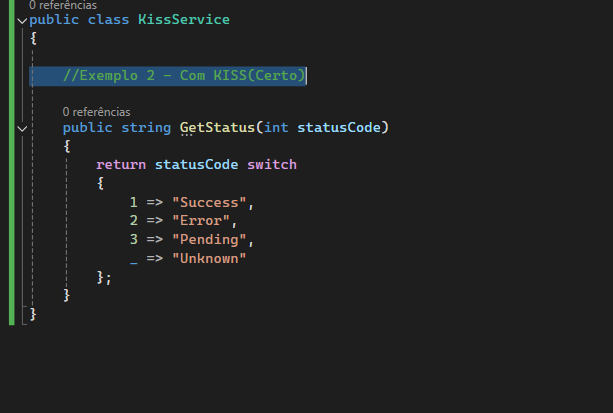 0 referências
public class KissService
{
//Exemplo 2 - Com KISS(Certo)
0 referências
public string GetStatus(int statusCode)
{
return statusCode switch
{
1 => "Success",
2 => "Error",
3 => "Pending",
_ => "Unknown"
};
}
}